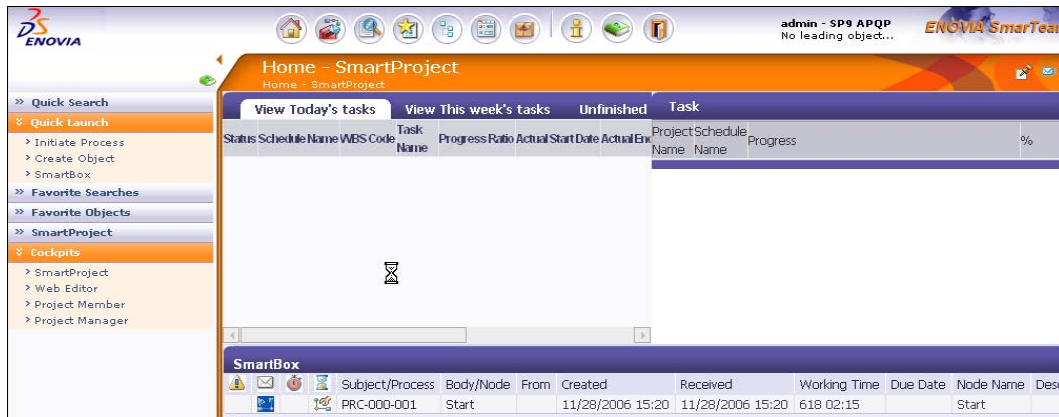 ENOVIA
admin - SP9 APQP
No leading object...
ENOVIA SmarTeam
Home - SmartProject
Home - SmartProject
» Quick Search
Quick Launch
> Initiate Process
> Create Object
> SmartBox
» Favorite Searches
» Favorite Objects
» SmartProject
Cockpits
> SmartProject
> Web Editor
> Project Member
> Project Manager
View Today's tasks View This week's tasks Unfinished
Status Schedule Name WBS Code Task Name Progress Ratio Actual Start Date Actual End
Task
Project Name Schedule Name Progress %
SmartBox
Subject/Process Body/Node From Created Received Working Time Due Date Node Name Desc
PRC-000-001 Start 11/28/2006 15:20 11/28/2006 15:20 618 02:15 Start